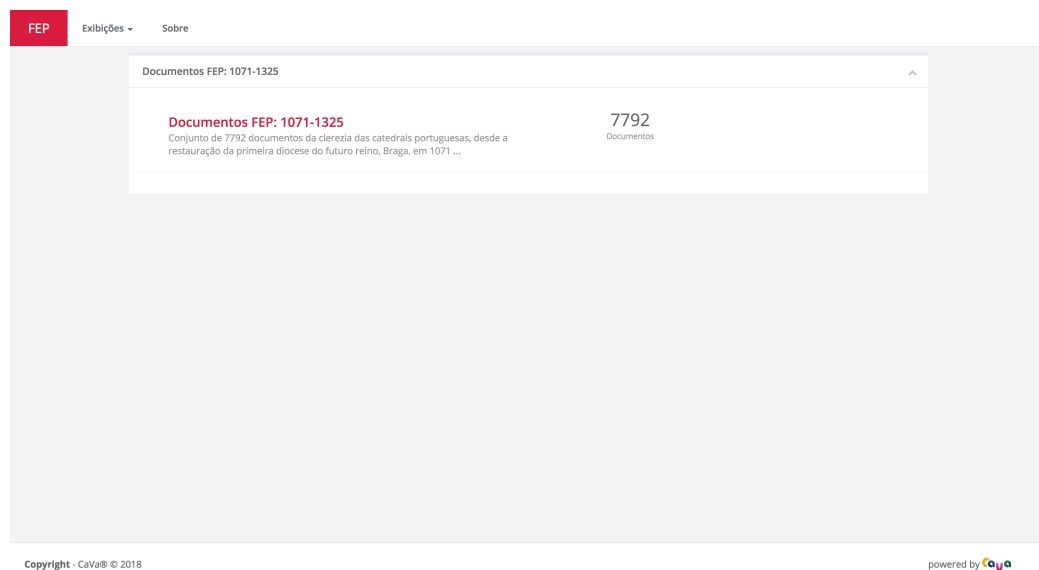 FEP Exibições Sobre
Documentos FEP: 1071-1325
Documentos FEP: 1071-1325
7792
Documentos
Conjunto de 7792 documentos da clerezia das catedrais portuguesas, desde a
restauração da primeira diocese do futuro reino, Braga, em 1071 ...
Copyright - CaVa® © 2018
powered by Cava